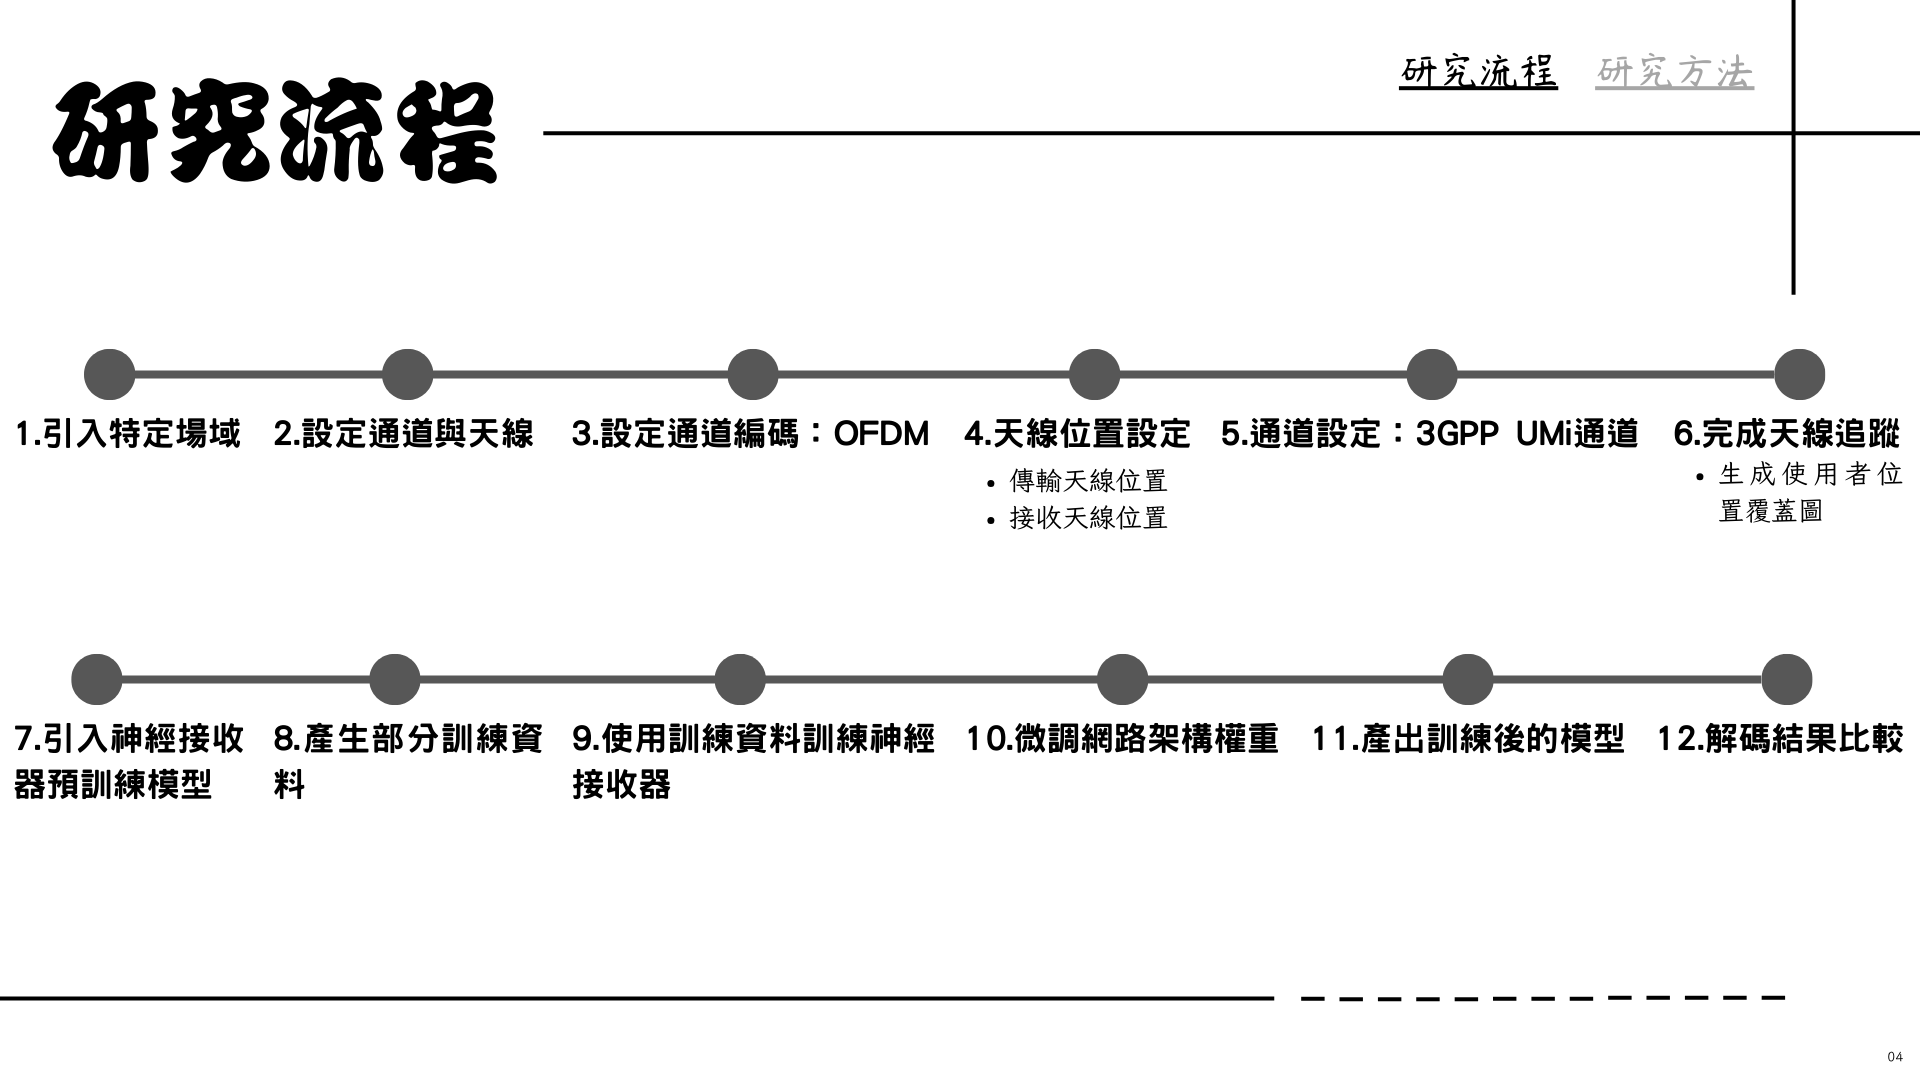 研究流程 研究方法
研究流程
1.引入特定場域
2.設定通道與天線
3.設定通道編碼：OFDM
4.天線位置設定
• 傳輸天線位置
• 接收天線位置
5.通道設定：3GPP UMi通道
6.完成天線追蹤
• 生成使用者位
置覆蓋圖
7.引入神經接收
器預訓練模型
8.產生部分訓練資
料
9.使用訓練資料訓練神經
接收器
10.微調網路架構權重
11.產出訓練後的模型
12.解碼結果比較
04